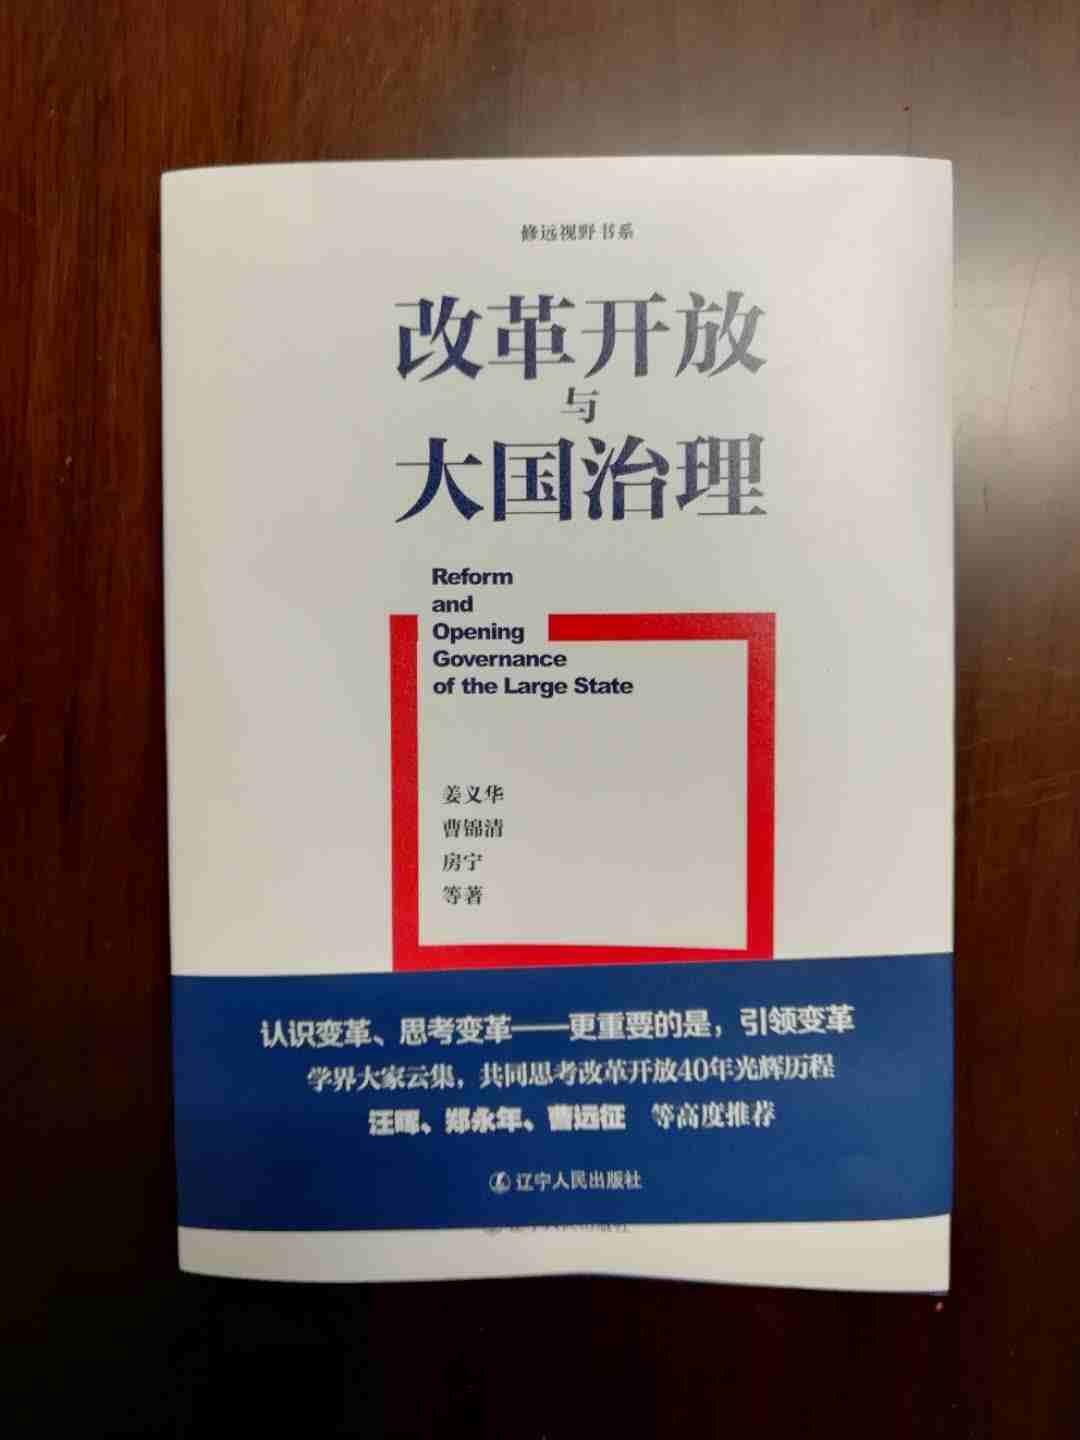 修远视野书系
改革开放
与
大国治理
Reform
and
Opening
Governance
of the Large State
姜义华
曹锦清
房宁
等著
认识变革、思考变革——更重要的是，引领变革
学界大家云集，共同思考改革开放40年光辉历程
汪晖、郑永年、曹远征 等高度推荐
辽宁人民出版社